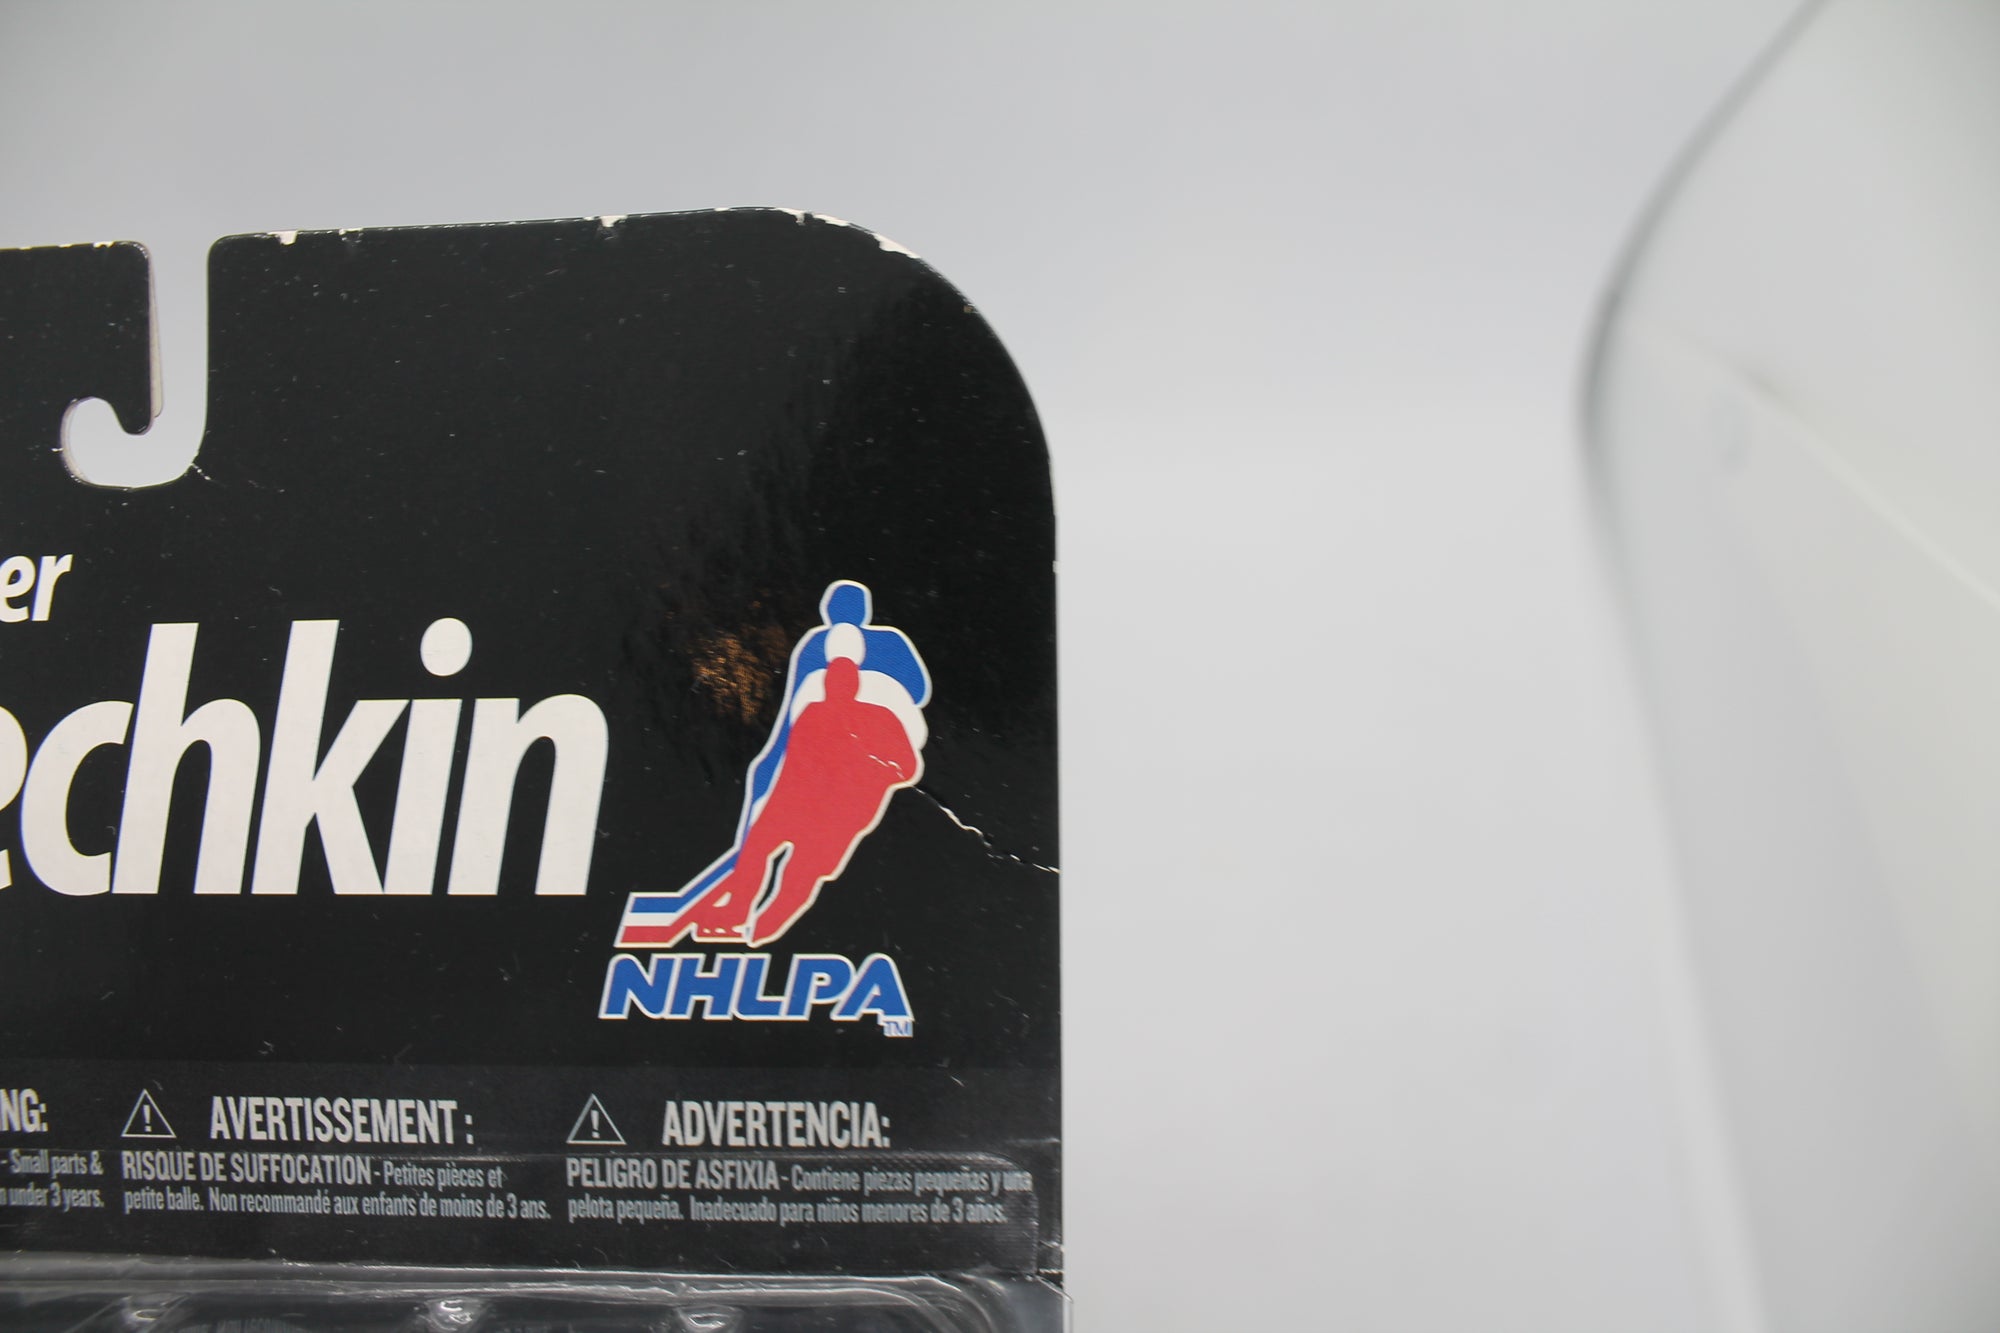 er
echkin
NHLPA
TM
NG:
AVERTISSEMENT :
ADVERTENCIA:
- Small parts &
RISQUE DE SUFFOCATION - Petites pièces et
PELIGRO DE ASFIXIA - Contiene piezas pequeñas y una
n under 3 years.
petite balle. Non recommandé aux enfants de moins de 3 ans.
pelota pequeña. Inadecuado para niños menores de 3 años.